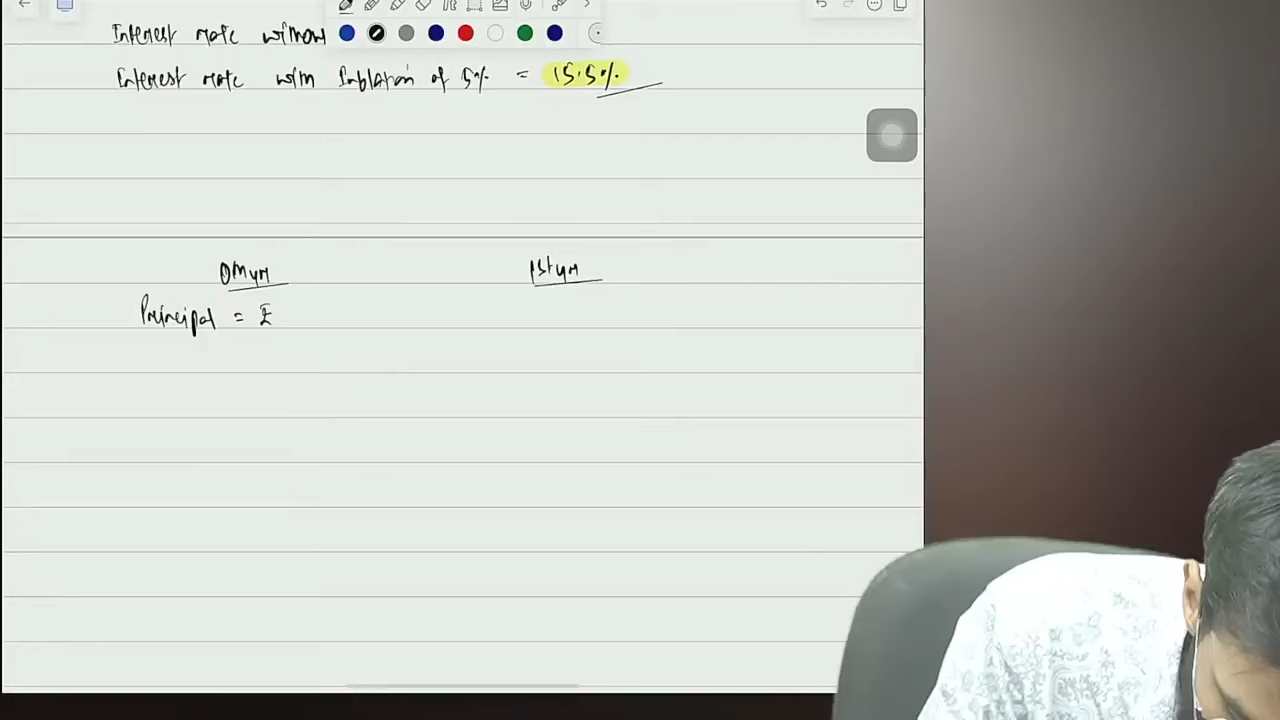 Interest rate without
Interest rate with Inflation of 5% = 15.5%
0th yr 1st yr
Principal = ₹